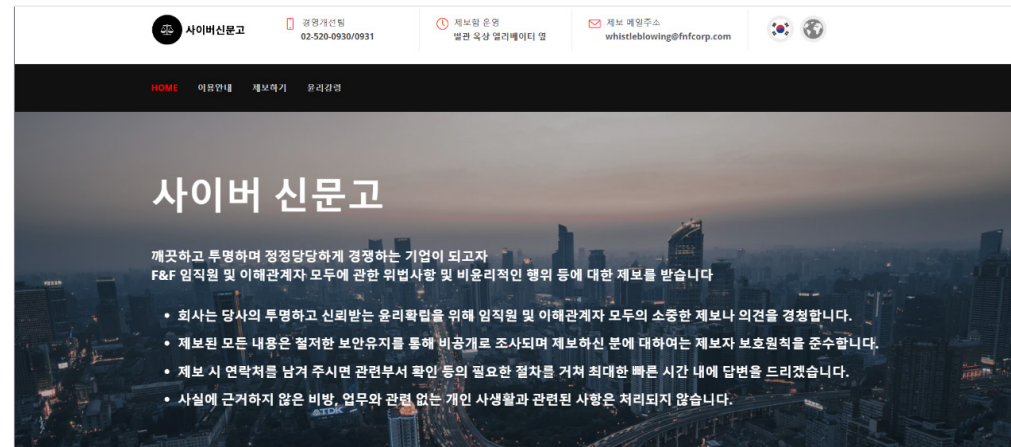 사이버신문고
경영개선팀
02-520-0930/0931
제보함 운영
별관 옥상 엘리베이터 옆
제보 메일주소
whistleblowing@fnfcorp.com
HOME 이용안내 제보하기 윤리강령
사이버 신문고
깨끗하고 투명하며 정정당당하게 경쟁하는 기업이 되고자
F&F 임직원 및 이해관계자 모두에 관한 위법사항 및 비윤리적인 행위 등에 대한 제보를 받습니다
• 회사는 당사의 투명하고 신뢰받는 윤리확립을 위해 임직원 및 이해관계자 모두의 소중한 제보나 의견을 경청합니다.
• 제보된 모든 내용은 철저한 보안유지를 통해 비공개로 조사되며 제보하신 분에 대하여는 제보자 보호원칙을 준수합니다.
• 제보 시 연락처를 남겨 주시면 관련부서 확인 등의 필요한 절차를 거쳐 최대한 빠른 시간 내에 답변을 드리겠습니다.
• 사실에 근거하지 않은 비방, 업무와 관련 없는 개인 사생활과 관련된 사항은 처리되지 않습니다.
ATDK